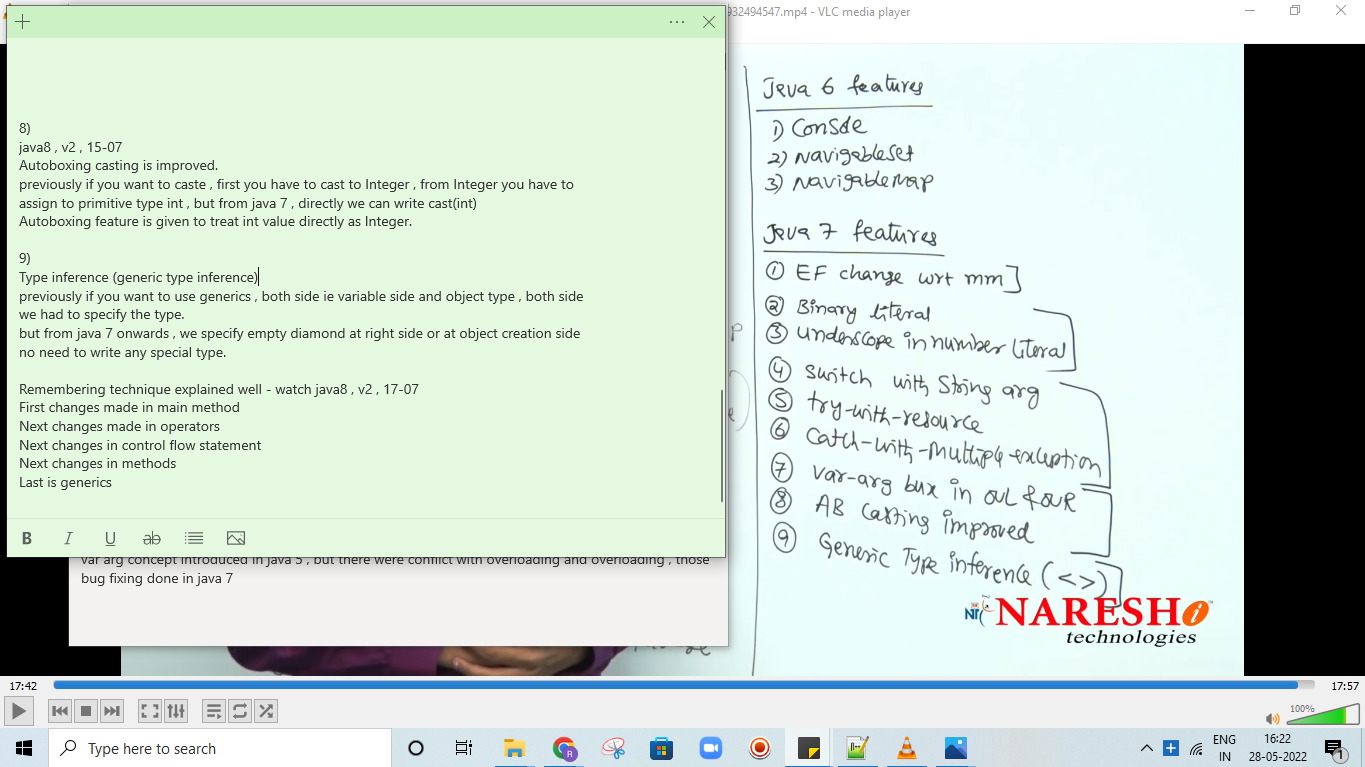 932494547.mp4 - VLC media player
8)
java8 , v2 , 15-07
Autoboxing casting is improved.
previously if you want to caste , first you have to cast to Integer , from Integer you have to
assign to primitive type int , but from java 7 , directly we can write cast(int)
Autoboxing feature is given to treat int value directly as Integer.
9)
Type inference (generic type inference)
previously if you want to use generics , both side ie variable side and object type , both side
we had to specify the type.
but from java 7 onwards , we specify empty diamond at right side or at object creation side
no need to write any special type.
Remembering technique explained well - watch java8 , v2 , 17-07
First changes made in main method
Next changes made in operators
Next changes in control flow statement
Next changes in methods
Last is generics
B I U ab
var arg concept introduced in java 5 , but there were conflict with overloading and overloading , those
bug fixing done in java 7
Java 6 features
1) Console
2) NavigableSet
3) NavigableMap
Java 7 features
① EF change wrt mm]
② Binary literal
③ underscope in number literal
④ switch with String arg
⑤ try-with-resource
⑥ Catch-with-multiple-exception
⑦ var-arg bux in OVL & OVR
⑧ AB Casting improved
⑨ Generic Type inference (<>)
NARESH i
technologies
17:42
17:57
100%
Type here to search
ENG
IN
16:22
28-05-2022
1